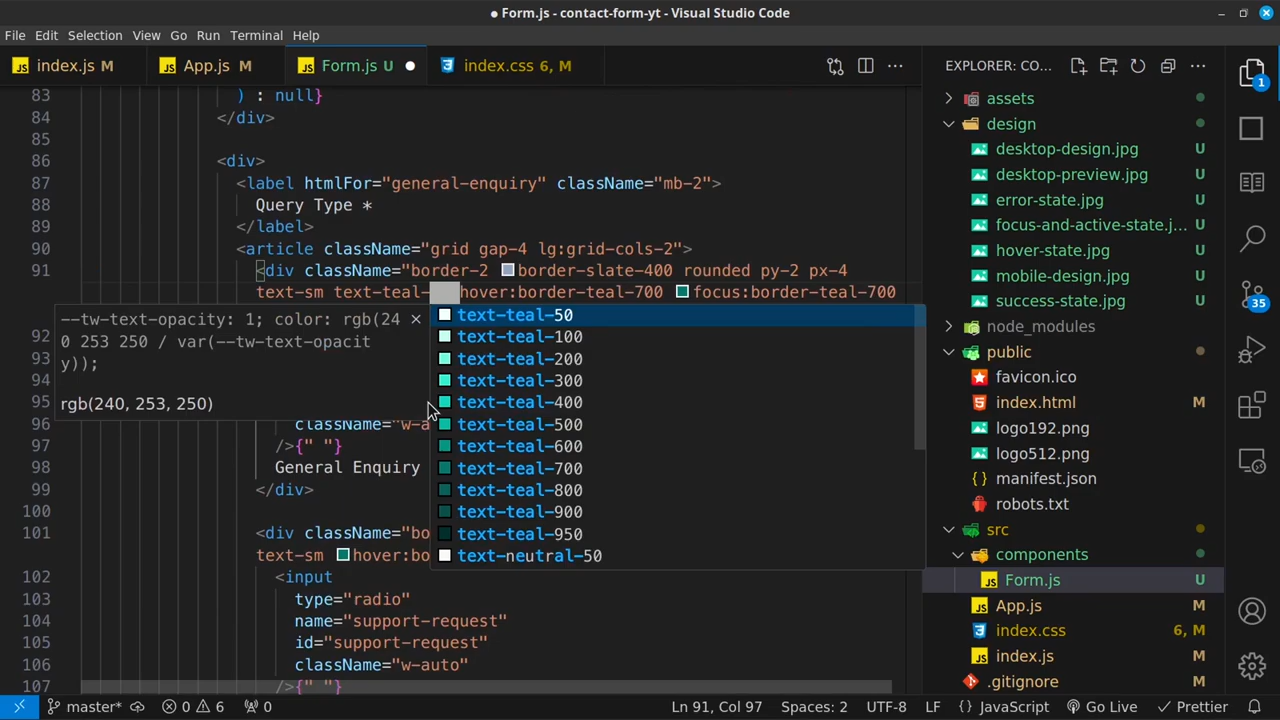 ● Form.js - contact-form-yt - Visual Studio Code
File Edit Selection View Go Run Terminal Help
JS index.js M
JS App.js M
JS Form.js U ●
index.css 6, M
83 ) : null}
84 </div>
85
86 <div>
87 <label htmlFor="general-enquiry" className="mb-2">
88 Query Type *
89 </label>
90 <article className="grid gap-4 lg:grid-cols-2">
91 <div className="border-2 border-slate-400 rounded py-2 px-4
text-sm text-teal- hover:border-teal-700 focus:border-teal-700
--tw-text-opacity: 1; color: rgb(24
0 253 250 / var(--tw-text-opacit
y));
rgb(240, 253, 250)
text-teal-50
text-teal-100
text-teal-200
text-teal-300
text-teal-400
text-teal-500
text-teal-600
text-teal-700
text-teal-800
text-teal-900
text-teal-950
text-neutral-50
92
93
94
95
96 className="w-a
97 />{" "}
98 General Enquiry
99 </div>
100
101 <div className="bo
text-sm hover:bo
102 <input
103 type="radio"
104 name="support-request"
105 id="support-request"
106 className="w-auto"
107 />{" "}
EXPLORER: CO...
assets
design
desktop-design.jpg U
desktop-preview.jpg U
error-state.jpg U
focus-and-active-state.j... U
hover-state.jpg U
mobile-design.jpg U
success-state.jpg U
node_modules
public
favicon.ico
index.html M
logo192.png
logo512.png
{} manifest.json
robots.txt
src
components
JS Form.js U
JS App.js M
index.css 6, M
JS index.js M
.gitignore M
1
35
master* 0 6 0
Ln 91, Col 97 Spaces: 2 UTF-8 LF {} JavaScript Go Live Prettier